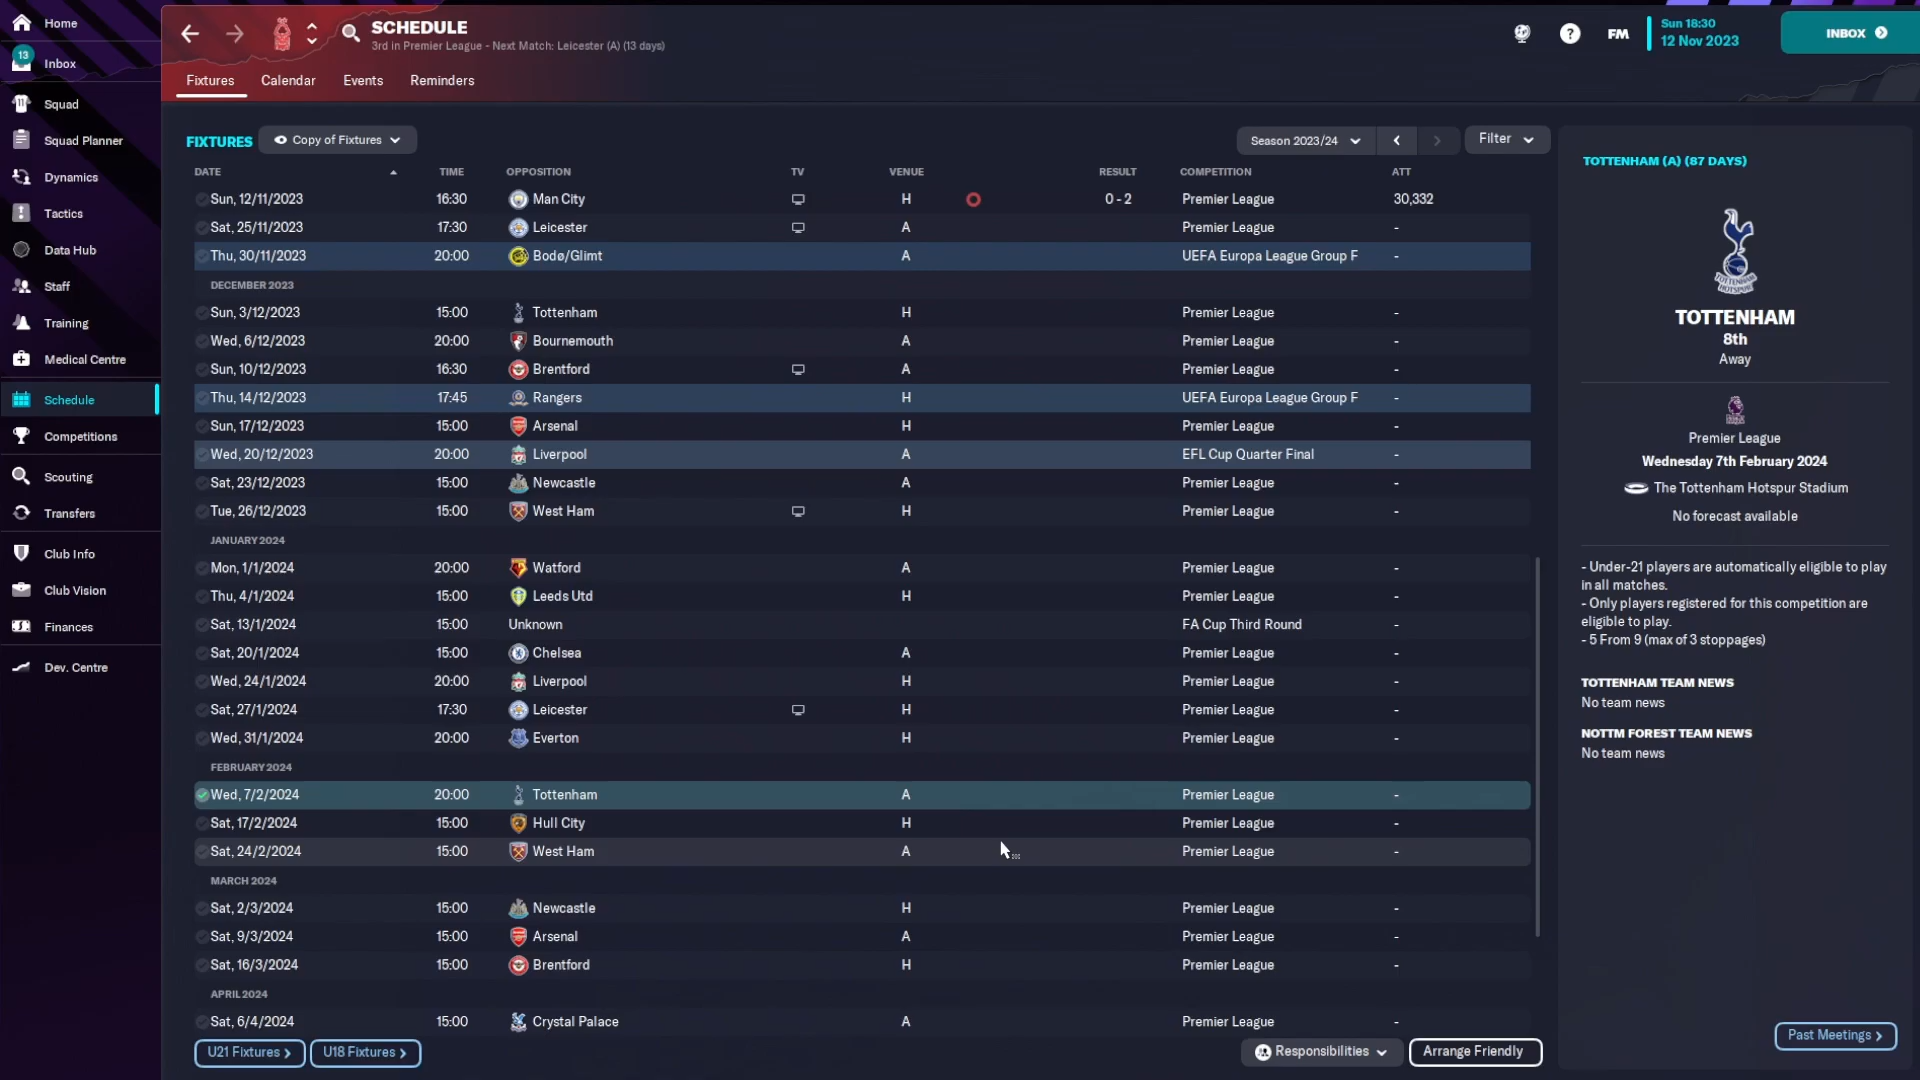 Home
13
Inbox
Squad
Squad Planner
Dynamics
Tactics
Data Hub
Staff
Training
Medical Centre
Schedule
Competitions
Scouting
Transfers
Club Info
Club Vision
Finances
Dev. Centre
SCHEDULE
3rd in Premier League - Next Match: Leicester (A) (13 days)
FM
Sun 18:30
12 Nov 2023
INBOX
Fixtures Calendar Events Reminders
FIXTURES Copy of Fixtures Season 2023/24 Filter
DATE TIME OPPOSITION TV VENUE RESULT COMPETITION ATT
Sun, 12/11/2023 16:30 Man City H 0 - 2 Premier League 30,332
Sat, 25/11/2023 17:30 Leicester A Premier League -
Thu, 30/11/2023 20:00 Bodø/Glimt A UEFA Europa League Group F -
DECEMBER 2023
Sun, 3/12/2023 15:00 Tottenham H Premier League -
Wed, 6/12/2023 20:00 Bournemouth A Premier League -
Sun, 10/12/2023 16:30 Brentford A Premier League -
Thu, 14/12/2023 17:45 Rangers H UEFA Europa League Group F -
Sun, 17/12/2023 15:00 Arsenal H Premier League -
Wed, 20/12/2023 20:00 Liverpool A EFL Cup Quarter Final -
Sat, 23/12/2023 15:00 Newcastle A Premier League -
Tue, 26/12/2023 15:00 West Ham H Premier League -
JANUARY 2024
Mon, 1/1/2024 20:00 Watford A Premier League -
Thu, 4/1/2024 15:00 Leeds Utd H Premier League -
Sat, 13/1/2024 15:00 Unknown FA Cup Third Round -
Sat, 20/1/2024 15:00 Chelsea A Premier League -
Wed, 24/1/2024 20:00 Liverpool H Premier League -
Sat, 27/1/2024 17:30 Leicester H Premier League -
Wed, 31/1/2024 20:00 Everton H Premier League -
FEBRUARY 2024
Wed, 7/2/2024 20:00 Tottenham A Premier League -
Sat, 17/2/2024 15:00 Hull City H Premier League -
Sat, 24/2/2024 15:00 West Ham A Premier League -
MARCH 2024
Sat, 2/3/2024 15:00 Newcastle H Premier League -
Sat, 9/3/2024 15:00 Arsenal A Premier League -
Sat, 16/3/2024 15:00 Brentford H Premier League -
APRIL 2024
Sat, 6/4/2024 15:00 Crystal Palace A Premier League -
U21 Fixtures U18 Fixtures Responsibilities Arrange Friendly
TOTTENHAM (A) (87 DAYS)
TOTTENHAM
HOTSPUR
TOTTENHAM
8th
Away
Premier League
Wednesday 7th February 2024
The Tottenham Hotspur Stadium
No forecast available
- Under-21 players are automatically eligible to play
in all matches.
- Only players registered for this competition are
eligible to play.
- 5 From 9 (max of 3 stoppages)
TOTTENHAM TEAM NEWS
No team news
NOTTM FOREST TEAM NEWS
No team news
Past Meetings